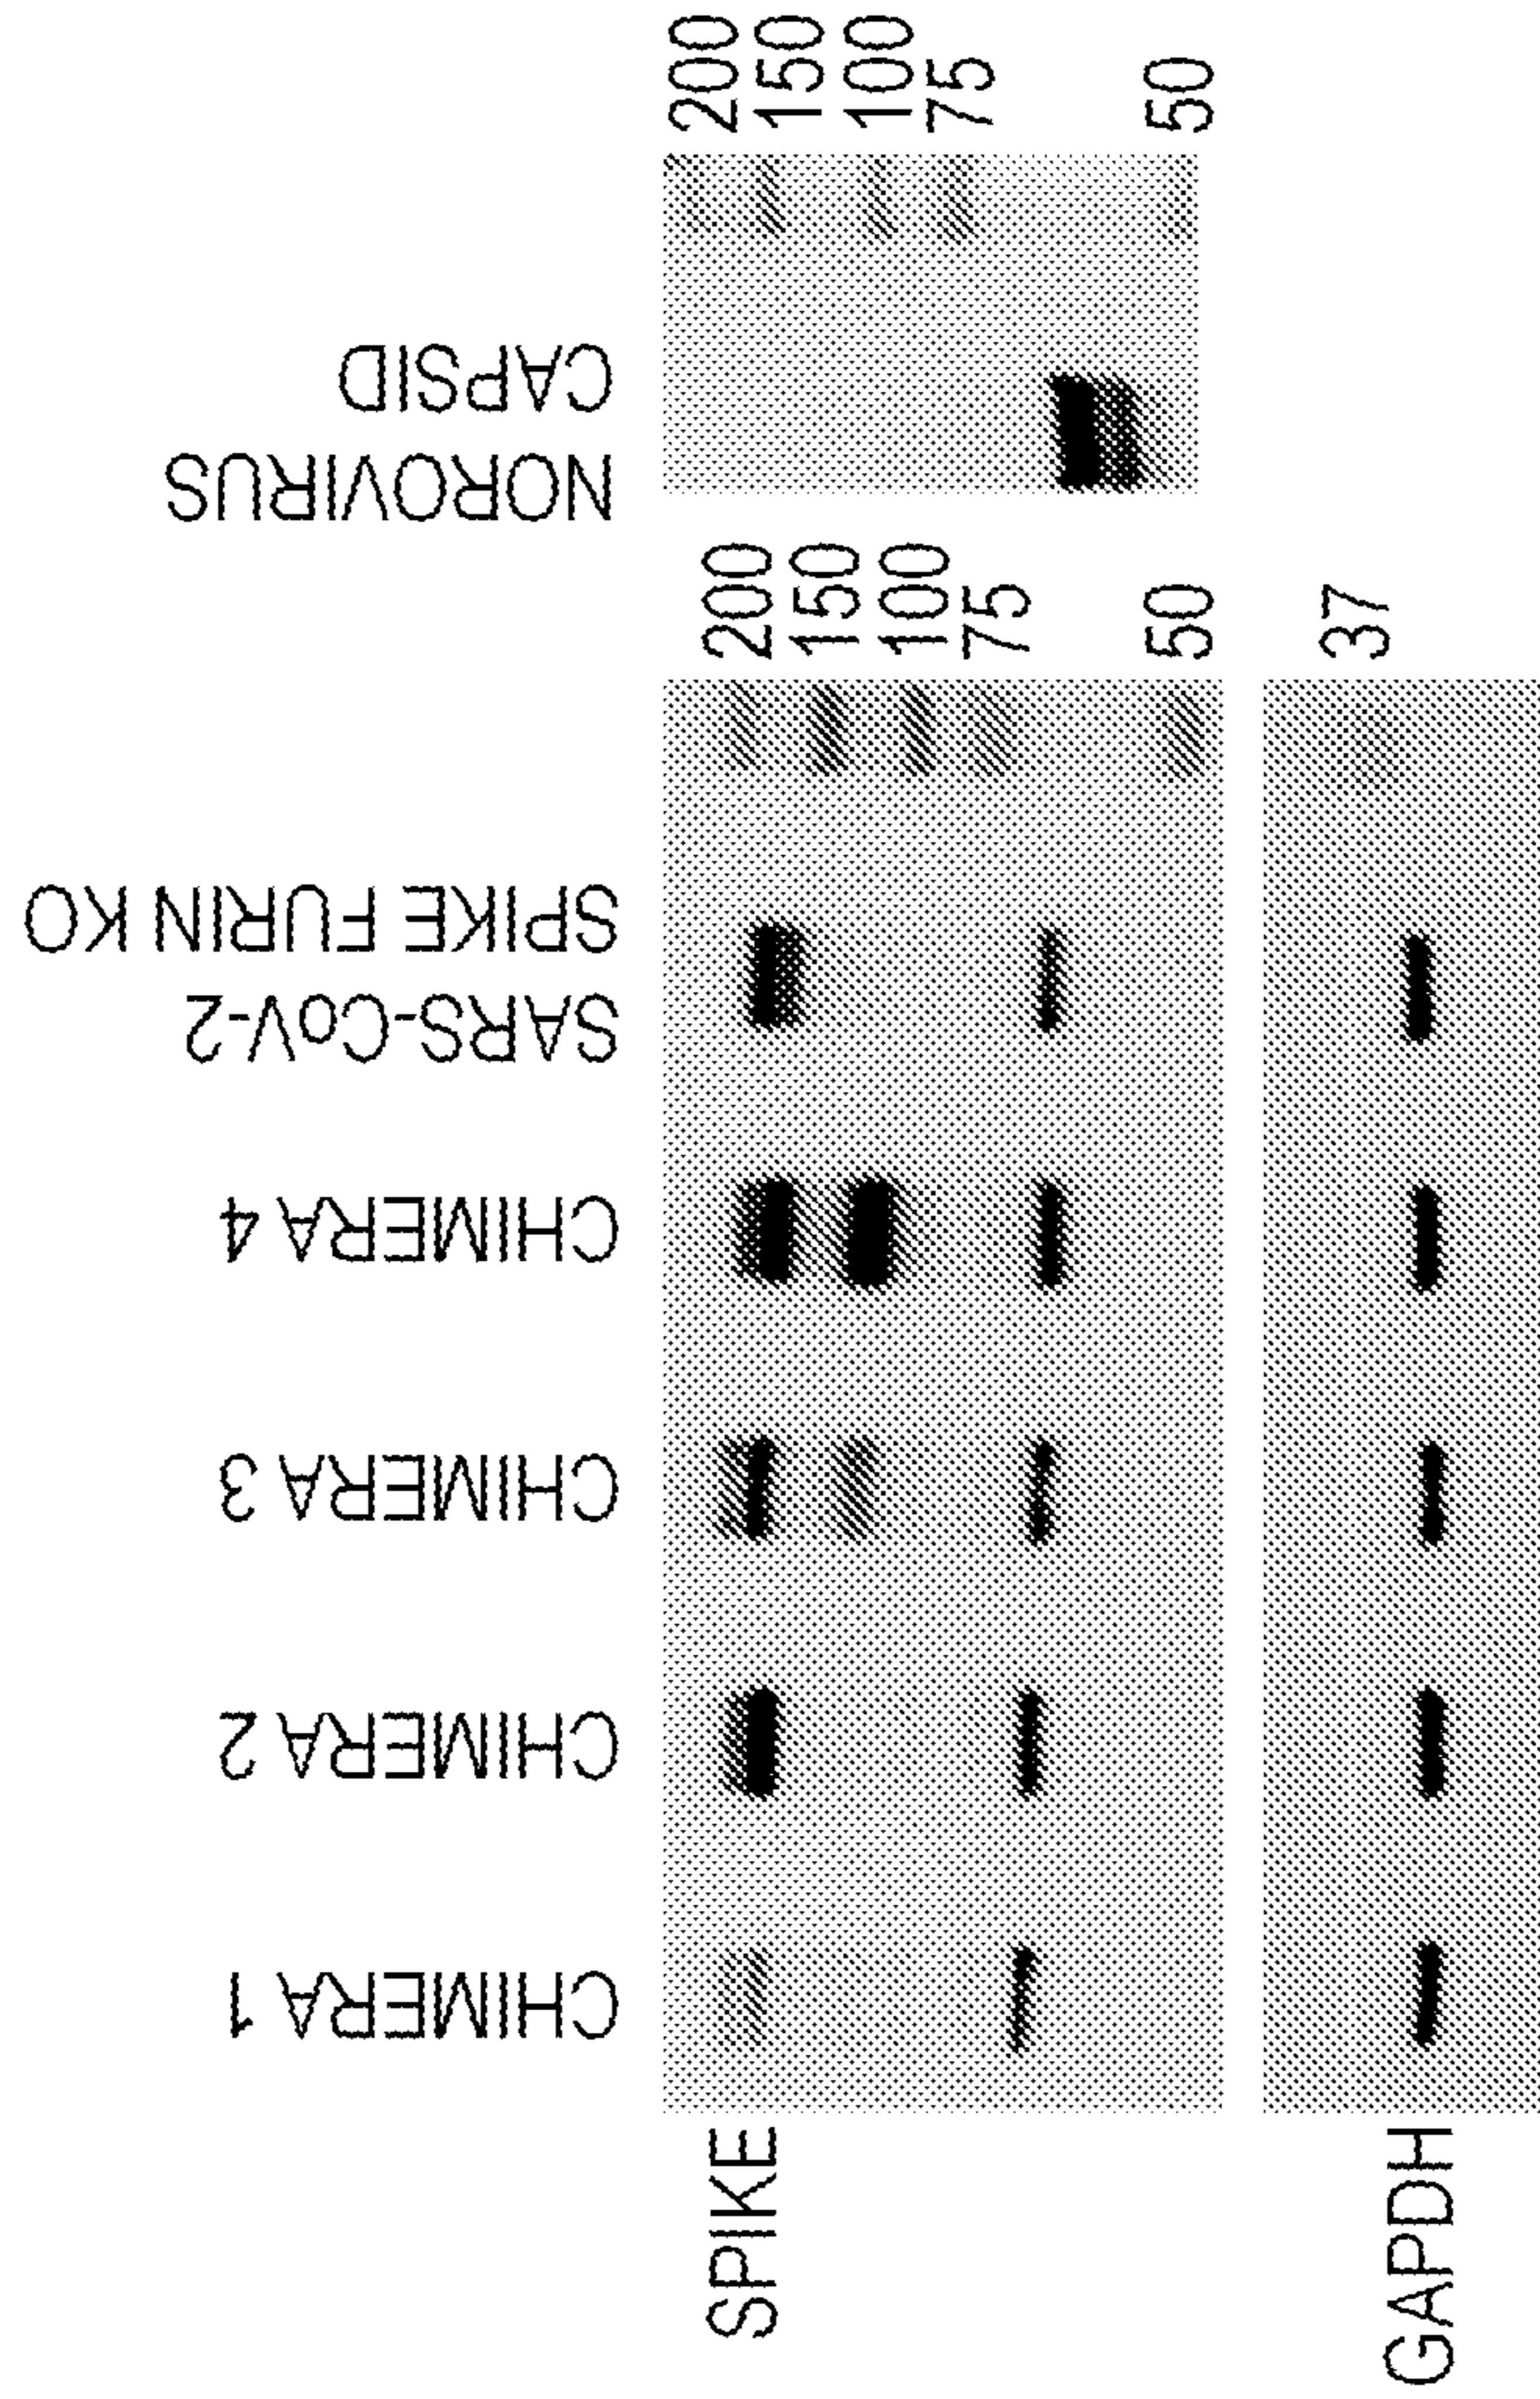 CHIMERA 1
CHIMERA 2
CHIMERA 3
CHIMERA 4
SARS-CoV-2
SPIKE FURIN KO
NOROVIRUS
CAPSID
SPIKE
200
150
100
75
50
200
150
100
75
50
GAPDH
37